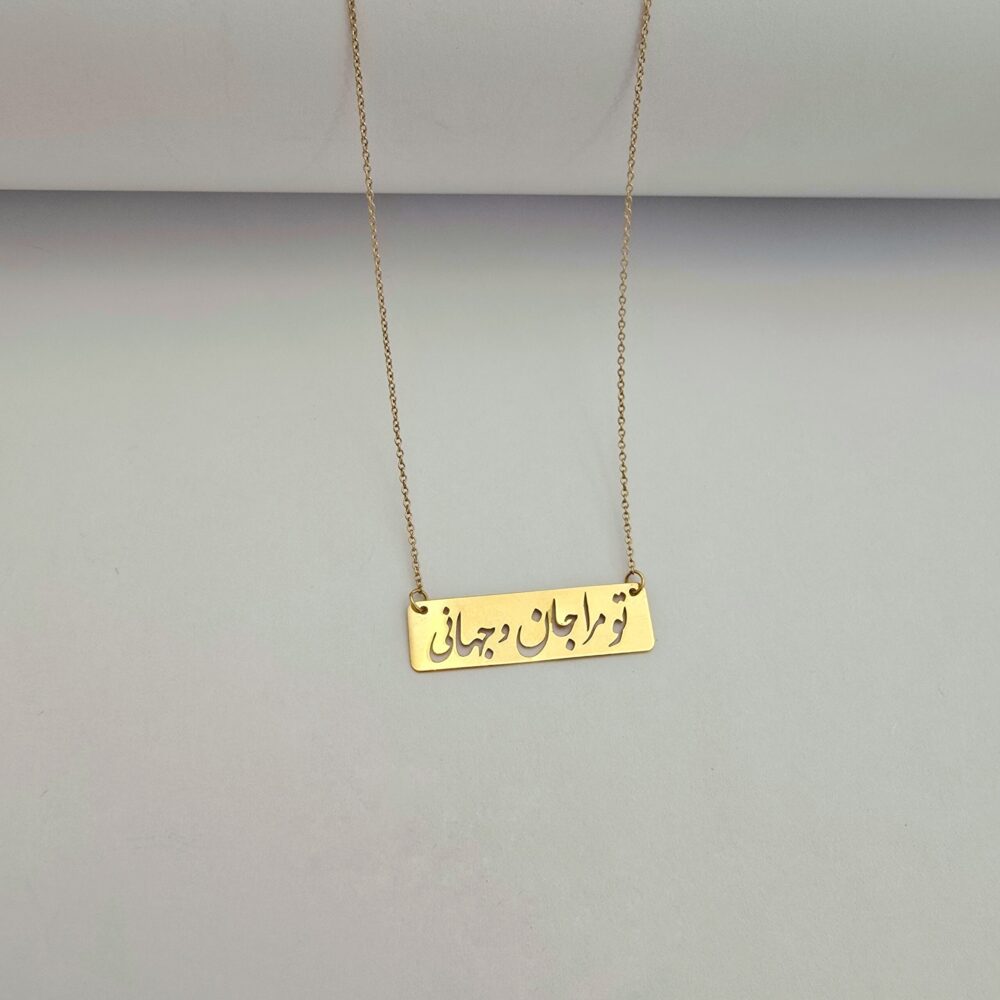 تو مرا جان و جهانی